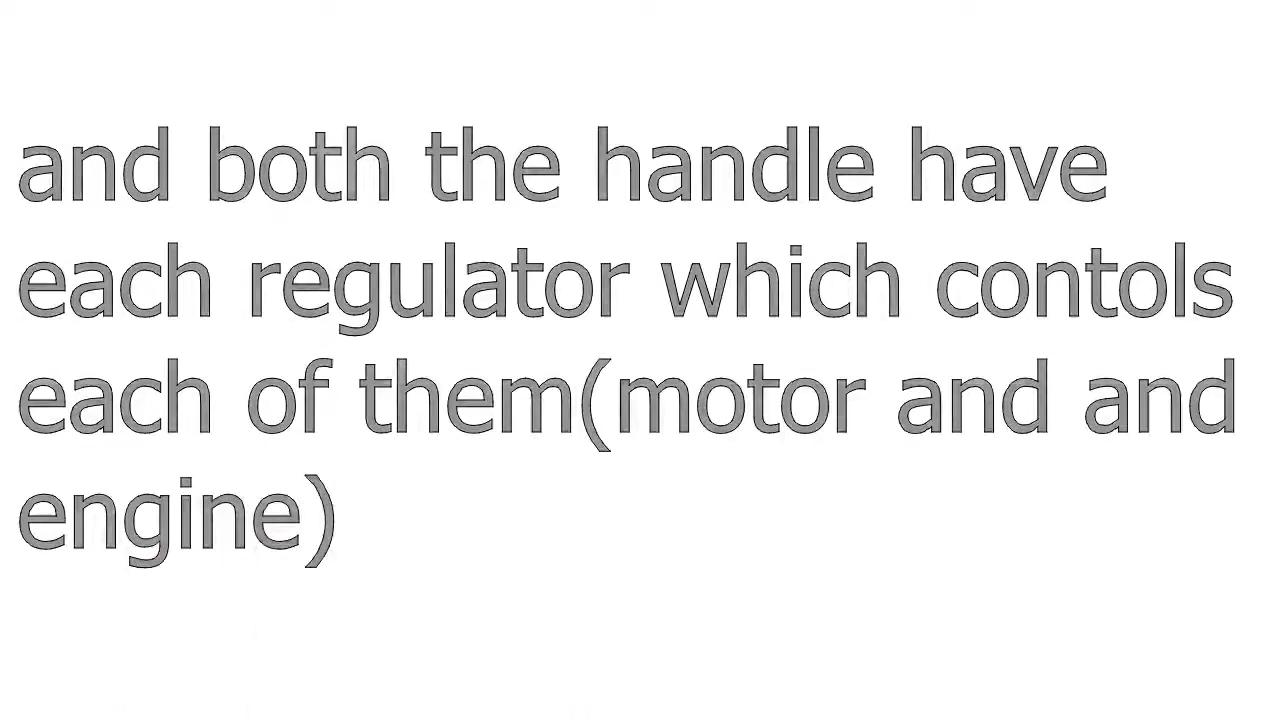 and both the handle have
each regulator which contols
each of them(motor and and
engine)